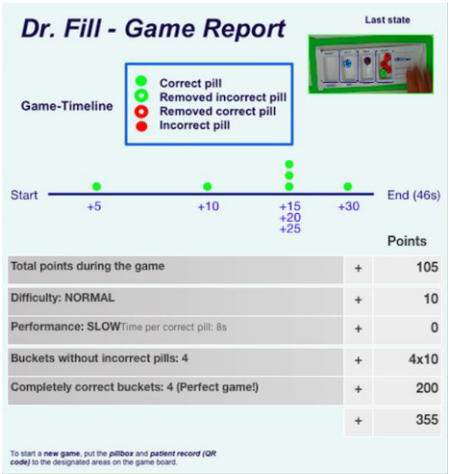 Dr. Fill - Game Report
Last state
Game-Timeline
Correct pill
Removed incorrect pill
Removed correct pill
Incorrect pill
Start
End (46s)
+5
+10
+15
+30
+20
+25
Points
Total points during the game + 105
Difficulty: NORMAL + 10
Performance: SLOW Time per correct pill: 8s + 0
Buckets without incorrect pills: 4 + 4x10
Completely correct buckets: 4 (Perfect game!) + 200
+ 355
To start a new game, put the pillbox and patient record (QR
code) to the designated areas on the game board.